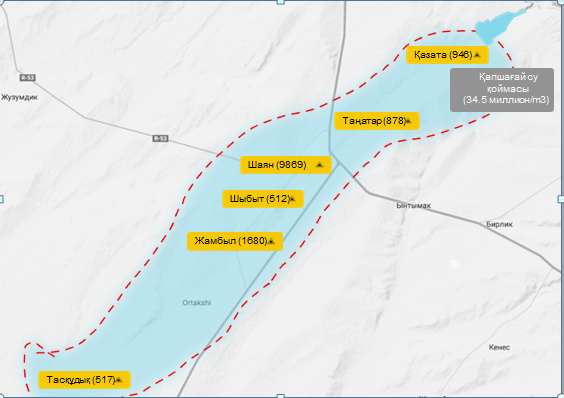 Қазата (946)
Қапшағай су
қоймасы
(34.5 миллион/m3)
R-53
Жузумдик
Таңатар(878)
R-53
Шаян (9869)
Шыбыт (512)
Ынтымак
Бирлик
Жамбыл (1680)
Ortakshi
Кенес
Тасқұдық (517)